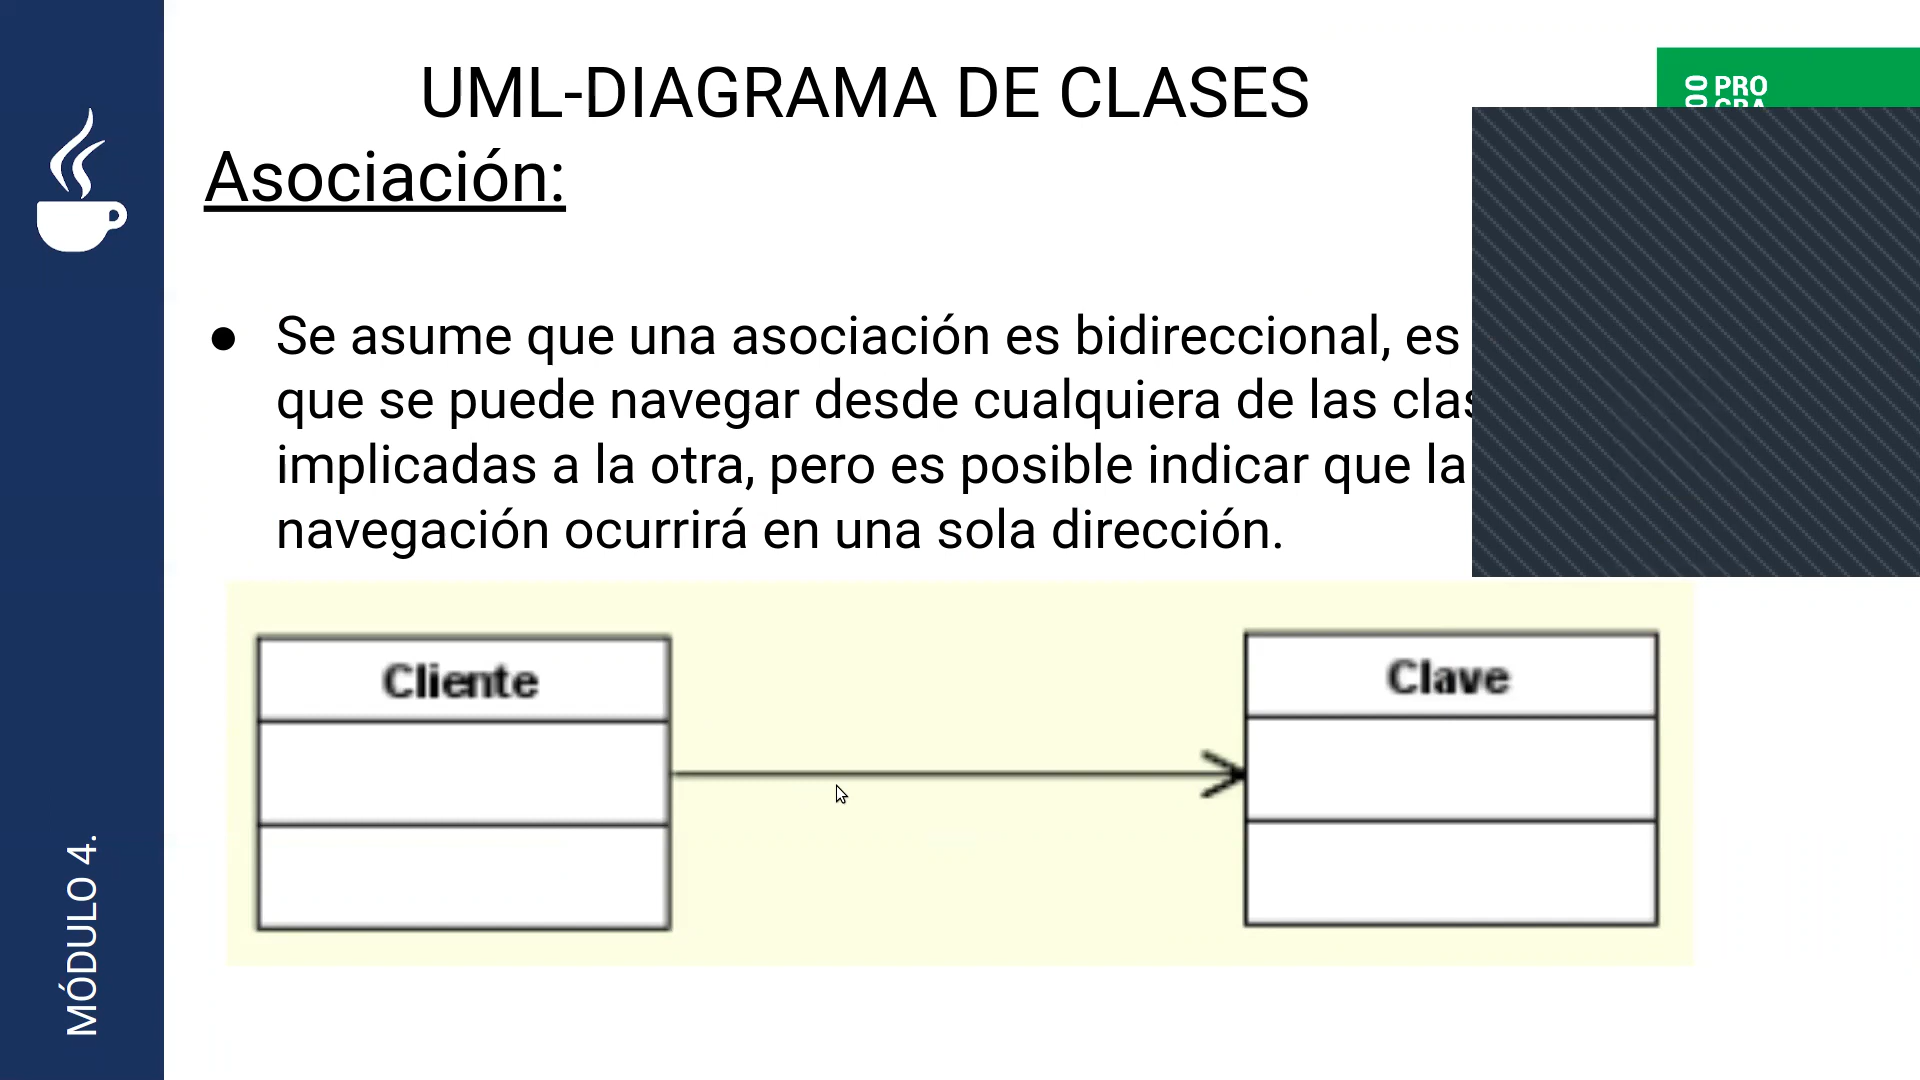 UML-DIAGRAMA DE CLASES
Asociación:
● Se asume que una asociación es bidireccional, es
que se puede navegar desde cualquiera de las
implicadas a la otra, pero es posible indicar que la
navegación ocurrirá en una sola dirección.
Cliente
Clave
MÓDULO 4.
PRO